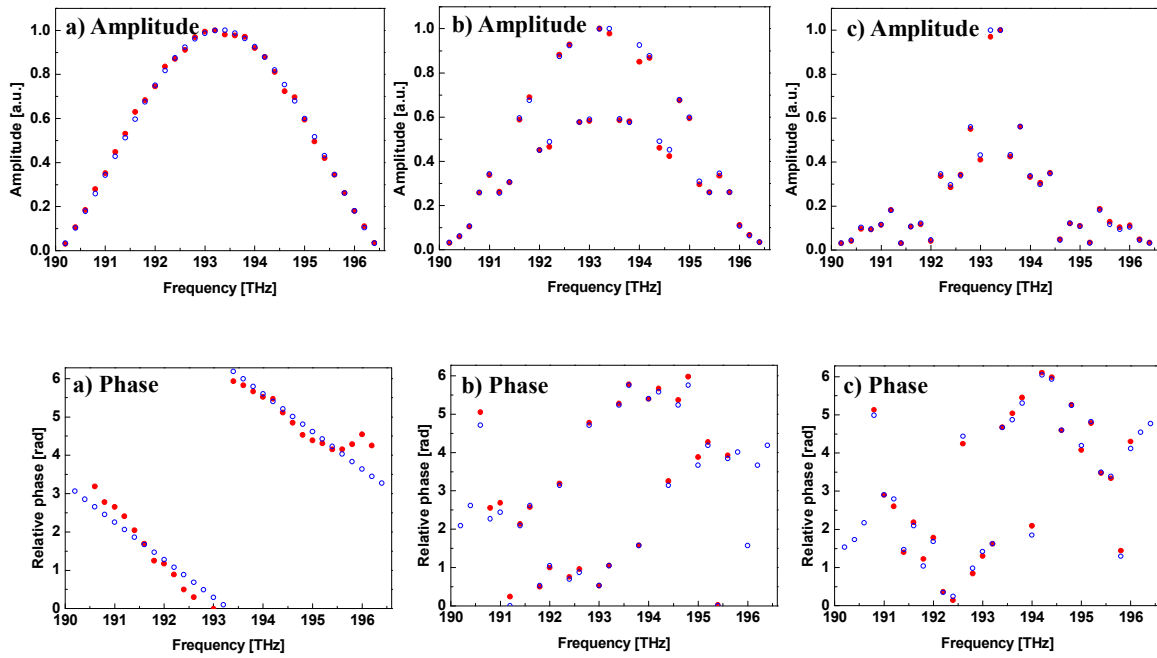 a) Amplitude
Amplitude [a.u.]
1.0
0.8
0.6
0.4
0.2
0.0
190 191 192 193 194 195 196
Frequency [THz]
b) Amplitude
Amplitude [a.u.]
1.0
0.8
0.6
0.4
0.2
0.0
190 191 192 193 194 195 196
Frequency [THz]
c) Amplitude
Amplitude [a.u.]
1.0
0.8
0.6
0.4
0.2
0.0
190 191 192 193 194 195 196
Frequency [THz]
a) Phase
Relative phase [rad]
6
5
4
3
2
1
0
190 191 192 193 194 195 196
Frequency [THz]
b) Phase
Relative phase [rad]
6
5
4
3
2
1
0
190 191 192 193 194 195 196
Frequency [THz]
c) Phase
Relative phase [rad]
6
5
4
3
2
1
0
190 191 192 193 194 195 196
Frequency [THz]